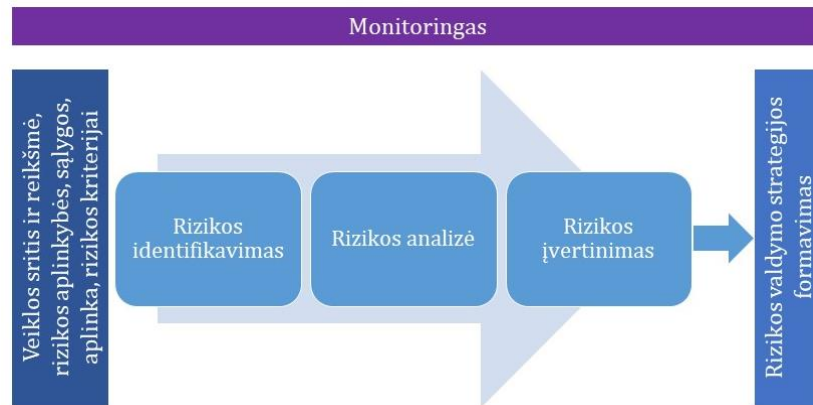 Monitoringas
Veiklos sritis ir reikšmė,
rizikos aplinkybės, sąlygos,
aplinka, rizikos kriterijai
Rizikos
identifikavimas
Rizikos analizė
Rizikos
įvertinimas
Rizikos valdymo strategijos
formavimas